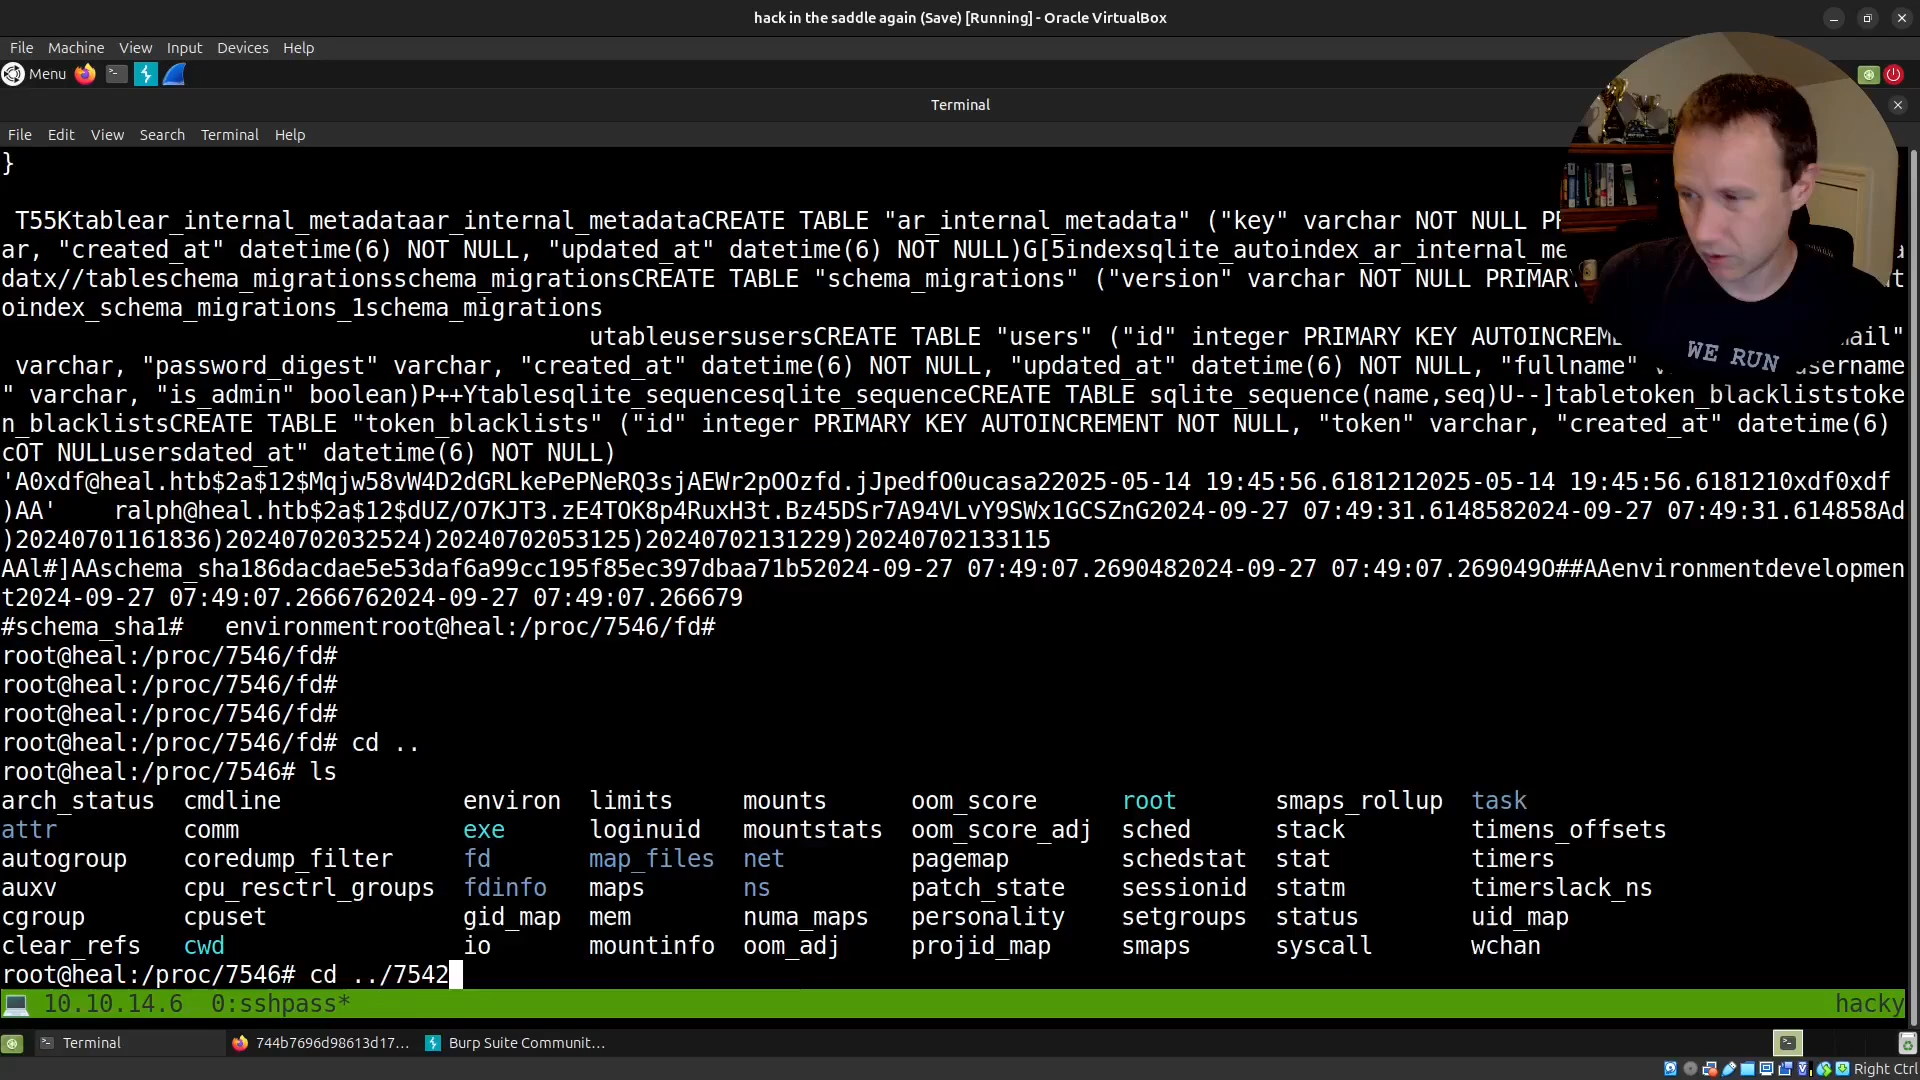 hack in the saddle again (Save) [Running] - Oracle VirtualBox
File Machine View Input Devices Help
Menu
Terminal
File Edit View Search Terminal Help
}
T55Ktablear_internal_metadataar_internal_metadataCREATE TABLE "ar_internal_metadata" ("key" varchar NOT NULL
ar, "created_at" datetime(6) NOT NULL, "updated_at" datetime(6) NOT NULL)G[5indexsqlite_autoindex_ar_internal_me
datx//tableschema_migrationsschema_migrationsCREATE TABLE "schema_migrations" ("version" varchar NOT NULL PRIMARY
oindex_schema_migrations_1schema_migrations
utableusersusersCREATE TABLE "users" ("id" integer PRIMARY KEY AUTOINCREM ail"
varchar, "password_digest" varchar, "created_at" datetime(6) NOT NULL, "updated_at" datetime(6) NOT NULL, "fullname" username
" varchar, "is_admin" boolean)P++Ytablesqlite_sequencesqlite_sequenceCREATE TABLE sqlite_sequence(name,seq)U--]tabletoken_blackliststoke
n_blacklistsCREATE TABLE "token_blacklists" ("id" integer PRIMARY KEY AUTOINCREMENT NOT NULL, "token" varchar, "created_at" datetime(6)
cOT NULLusersdated_at" datetime(6) NOT NULL)
'A0xdf@heal.htb$2a$12$Mqjw58vW4D2dGRLkePePNeRQ3sjAEWr2pOOzfd.jJpedfO0ucasa22025-05-14 19:45:56.6181212025-05-14 19:45:56.6181210xdf0xdf
)AA' ralph@heal.htb$2a$12$dUZ/O7KJT3.zE4TOK8p4RuxH3t.Bz45DSr7A94VLvY9SWx1GCSZnG2024-09-27 07:49:31.6148582024-09-27 07:49:31.614858Ad
)20240701161836)20240702032524)20240702053125)20240702131229)20240702133115
AAl#]AAschema_sha186dacdae5e53daf6a99cc195f85ec397dbaa71b52024-09-27 07:49:07.2690482024-09-27 07:49:07.269049O##AAenvironmentdevelopmen
t2024-09-27 07:49:07.2666762024-09-27 07:49:07.266679
#schema_sha1# environmentroot@heal:/proc/7546/fd#
root@heal:/proc/7546/fd#
root@heal:/proc/7546/fd#
root@heal:/proc/7546/fd#
root@heal:/proc/7546/fd# cd ..
root@heal:/proc/7546# ls
arch_status cmdline environ limits mounts oom_score root smaps_rollup task
attr comm exe loginuid mountstats oom_score_adj sched stack timens_offsets
autogroup coredump_filter fd map_files net pagemap schedstat stat timers
auxv cpu_resctrl_groups fdinfo maps ns patch_state sessionid statm timerslack_ns
cgroup cpuset gid_map mem numa_maps personality setgroups status uid_map
clear_refs cwd io mountinfo oom_adj projid_map smaps syscall wchan
root@heal:/proc/7546# cd ../7542
10.10.14.6 0:sshpass* hacky
Terminal 744b7696d98613d17... Burp Suite Communit...
Right Ctrl
WE RUN